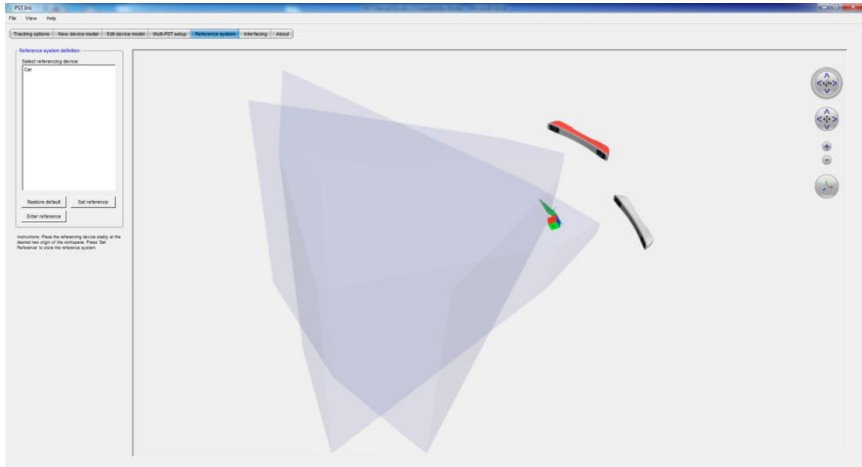 PST Iris
File View Help
Tracking options New device model Edit device model Multi-PST setup Reference system Interfacing About
Reference system definition:
Select referencing device:
Car
Restore default Set reference
Enter reference
Instructions: Place the referencing device stably at the
desired new origin of the workspace. Press 'Set
Reference' to store the reference system.